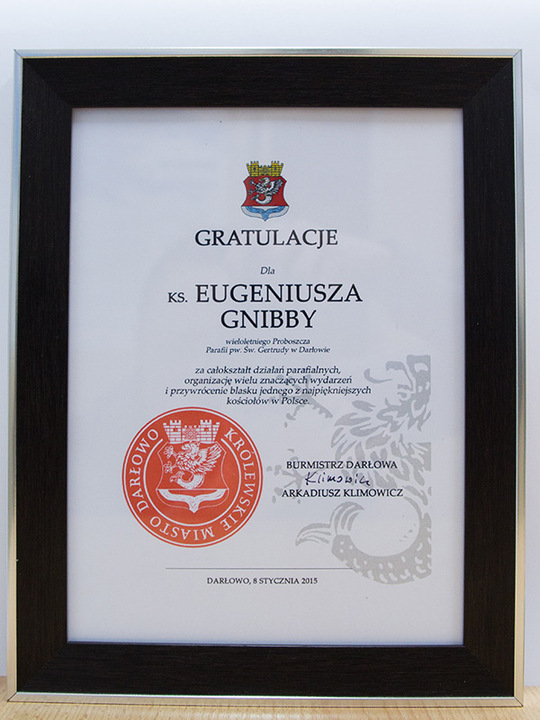 GRATULACJE
Dla
KS. EUGENIUSZA
GNIBBY
wieloletniego Proboszcza
Parafii pw. Św. Gertrudy w Darłowie
za całokształt działań parafialnych,
organizację wielu znaczących wydarzeń
i przywrócenie blasku jednego z najpiękniejszych
kościołów w Polsce.
KRÓLEWSKIE MIASTO DARŁOWO
BURMISTRZ DARŁOWA
Klimowicz
ARKADIUSZ KLIMOWICZ
DARŁOWO, 8 STYCZNIA 2015